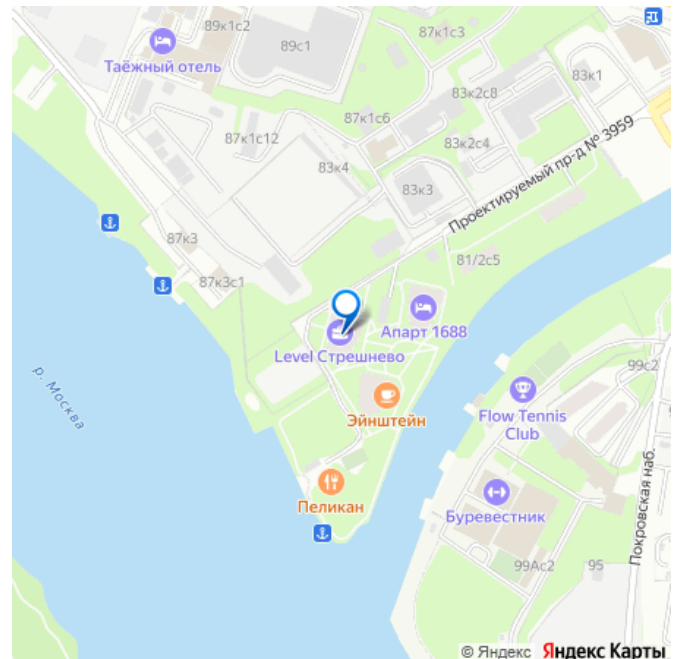 89к1с2
87к1с3
89с1
Таёжный отель
83к1
83к2с8
87к1с6
87к1с12
83к2с4
83к4
83к3
Проектируемый пр-д № 3959
87к3
81/2с5
87к3с1
Апарт 1688
Level Стрешнево
99с2
р. Москва
Эйнштейн
Flow Tennis
Club
Покровская наб.
Пеликан
Буревестник
99Ас2
95
© Яндекс Яндекс Карты